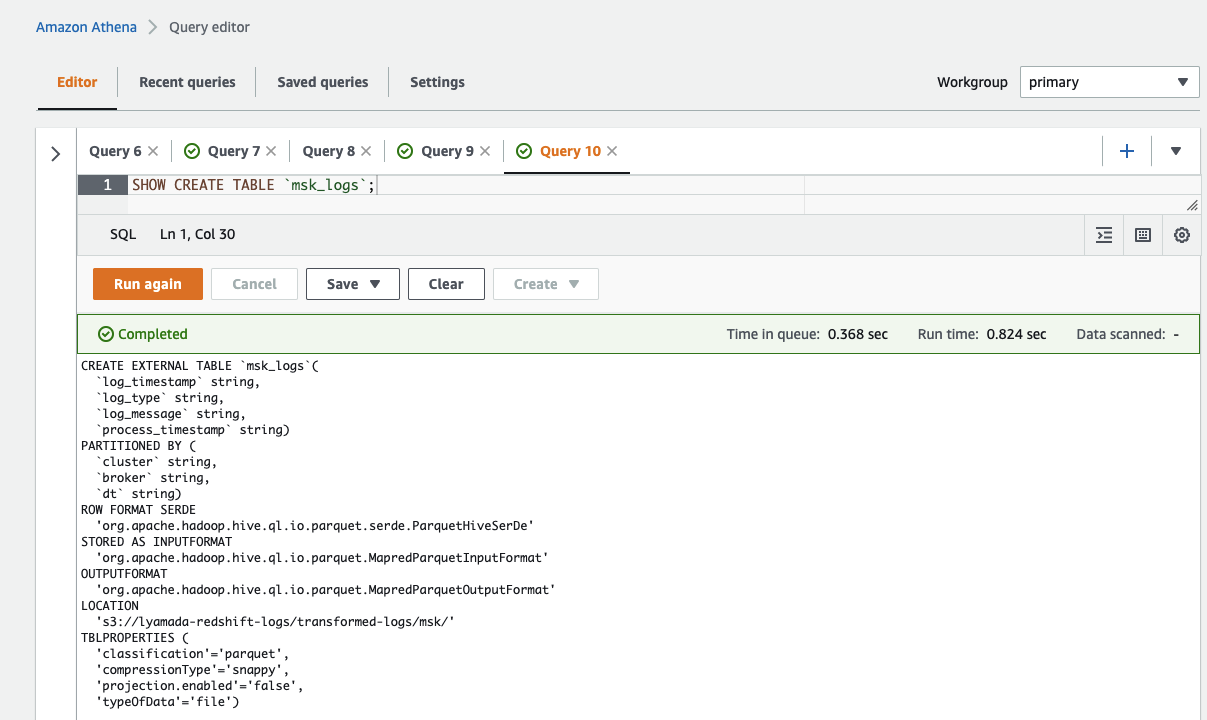 Amazon Athena > Query editor
Editor Recent queries Saved queries Settings Workgroup primary
Query 6 Query 7 Query 8 Query 9 Query 10
1 SHOW CREATE TABLE `msk_logs`;
SQL Ln 1, Col 30
Run again Cancel Save Clear Create
Completed Time in queue: 0.368 sec Run time: 0.824 sec Data scanned: -
CREATE EXTERNAL TABLE `msk_logs`(
  `log_timestamp` string,
  `log_type` string,
  `log_message` string,
  `process_timestamp` string)
PARTITIONED BY (
  `cluster` string,
  `broker` string,
  `dt` string)
ROW FORMAT SERDE
  'org.apache.hadoop.hive.ql.io.parquet.serde.ParquetHiveSerDe'
STORED AS INPUTFORMAT
  'org.apache.hadoop.hive.ql.io.parquet.MapredParquetInputFormat'
OUTPUTFORMAT
  'org.apache.hadoop.hive.ql.io.parquet.MapredParquetOutputFormat'
LOCATION
  's3://lyamada-redshift-logs/transformed-logs/msk/'
TBLPROPERTIES (
  'classification'='parquet',
  'compressionType'='snappy',
  'projection.enabled'='false',
  'typeOfData'='file')